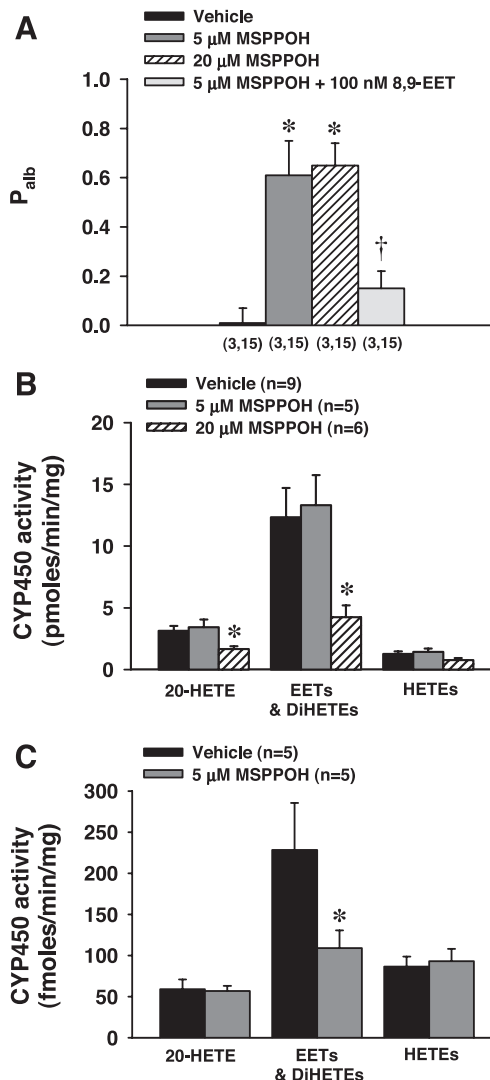 A
Vehicle
5 µM MSPPOH
20 µM MSPPOH
5 µM MSPPOH + 100 nM 8,9-EET
1.0
0.8
0.6
0.4
0.2
0.0
Palb
* *
†
(3,15) (3,15) (3,15) (3,15)
B
Vehicle (n=9)
5 µM MSPPOH (n=5)
20 µM MSPPOH (n=6)
20
15
10
5
0
CYP450 activity
(pmoles/min/mg)
*
*
20-HETE EETs HETEs
& DiHETEs
C
Vehicle (n=5)
5 µM MSPPOH (n=5)
300
250
200
150
100
50
0
CYP450 activity
(fmoles/min/mg)
*
20-HETE EETs HETEs
& DiHETEs